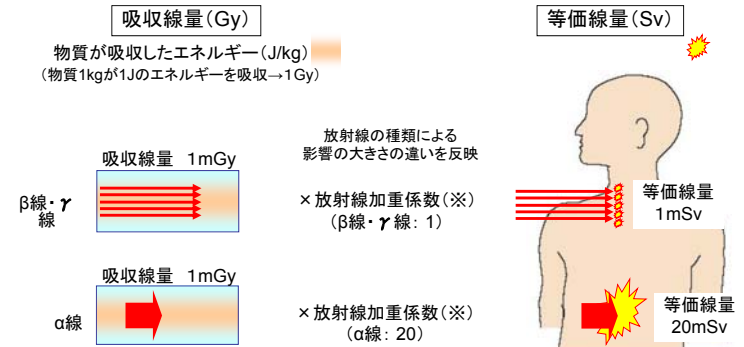 吸収線量(Gy)
物質が吸収したエネルギー(J/kg)
(物質1kgが1Jのエネルギーを吸収→1Gy)
等価線量(Sv)
放射線の種類による
影響の大きさの違いを反映
吸収線量 1mGy
β線・γ
線
×放射線加重係数(※)
(β線・γ線: 1)
等価線量
1mSv
吸収線量 1mGy
α線
×放射線加重係数(※)
(α線: 20)
等価線量
20mSv